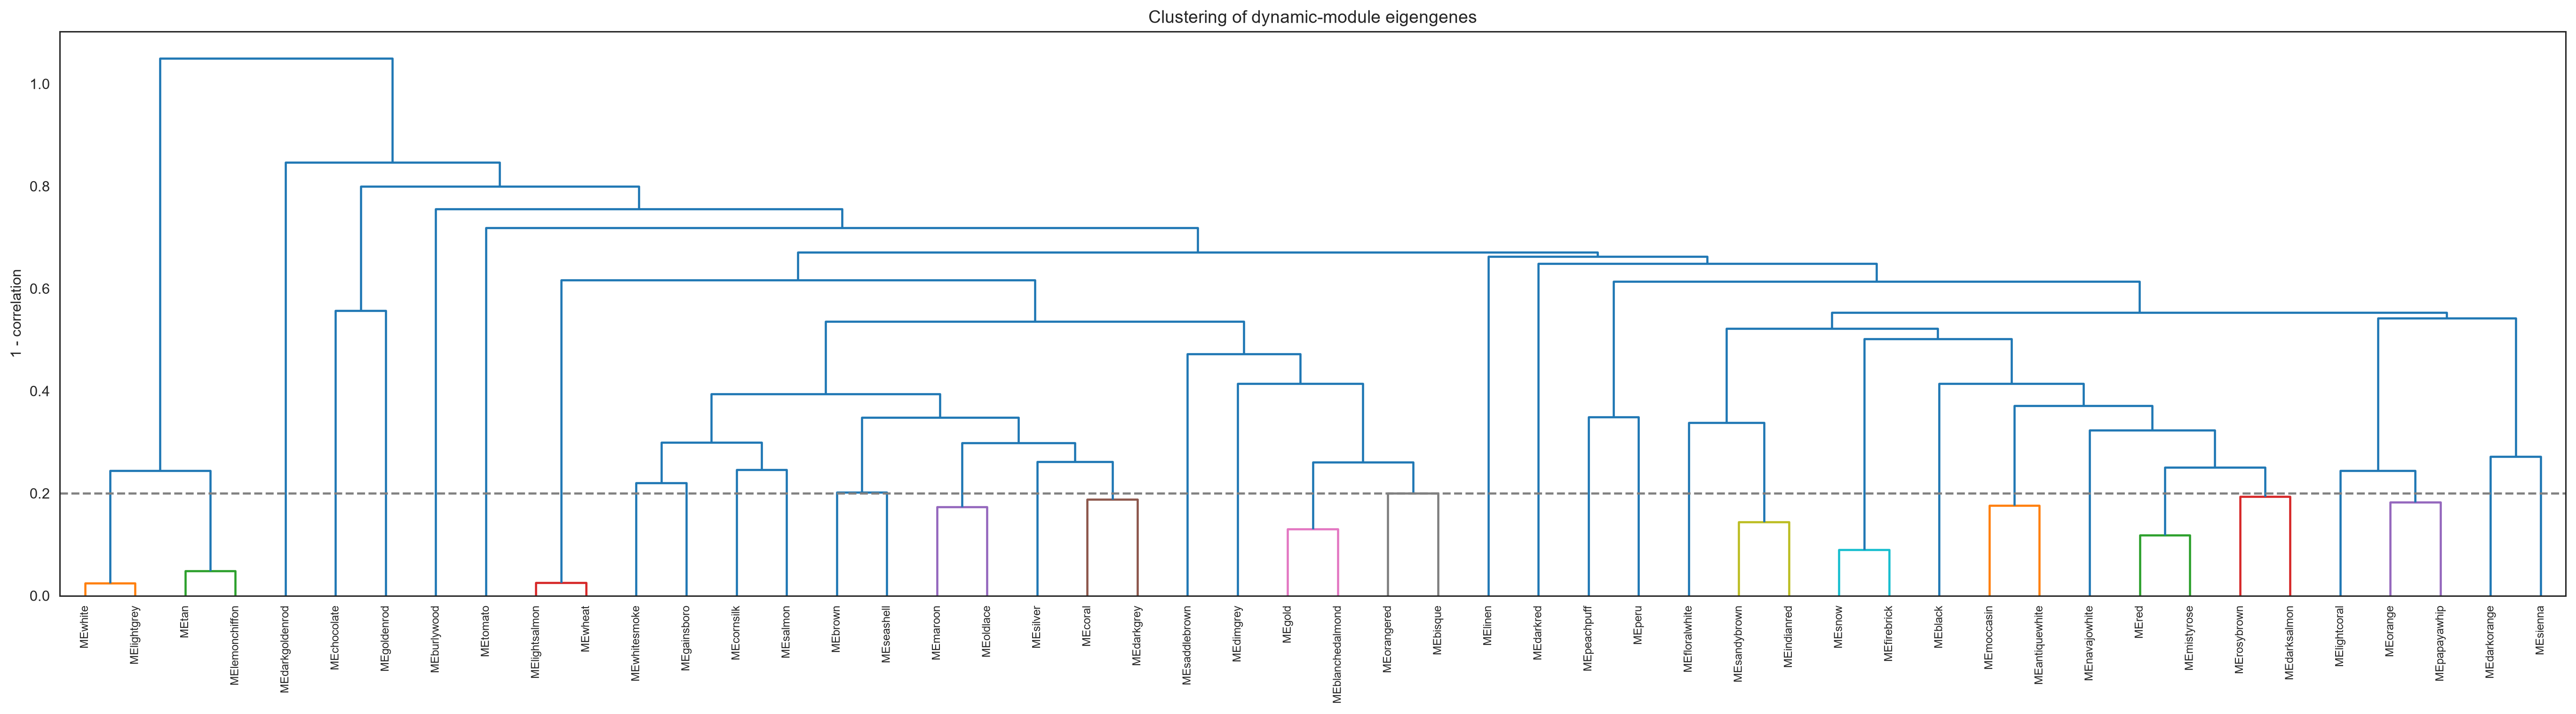 Clustering of dynamic-module eigengenes
1 - correlation
1.0
0.8
0.6
0.4
0.2
0.0
MEwhite
MElightgrey
MEtan
MElemonchiffon
MEdarkgoldenrod
MEchocolate
MEgoldenrod
MEburlywood
MEtomato
MElightsalmon
MEwheat
MEwhitesmoke
MEgainsboro
MEcornsilk
MEsalmon
MEbrown
MEseashell
MEmaroon
MEoldlace
MEsilver
MEcoral
MEdarkgrey
MEsaddlebrown
MEdimgrey
MEgold
MEblanchedalmond
MEorangered
MEbisque
MElinen
MEdarkred
MEpeachpuff
MEperu
MEfloralwhite
MEsandybrown
MEindianred
MEsnow
MEfirebrick
MEblack
MEmoccasin
MEantiquewhite
MEnavajowhite
MEred
MEmistyrose
MErosybrown
MEdarksalmon
MElightcoral
MEorange
MEpapayawhip
MEdarkorange
MEsienna